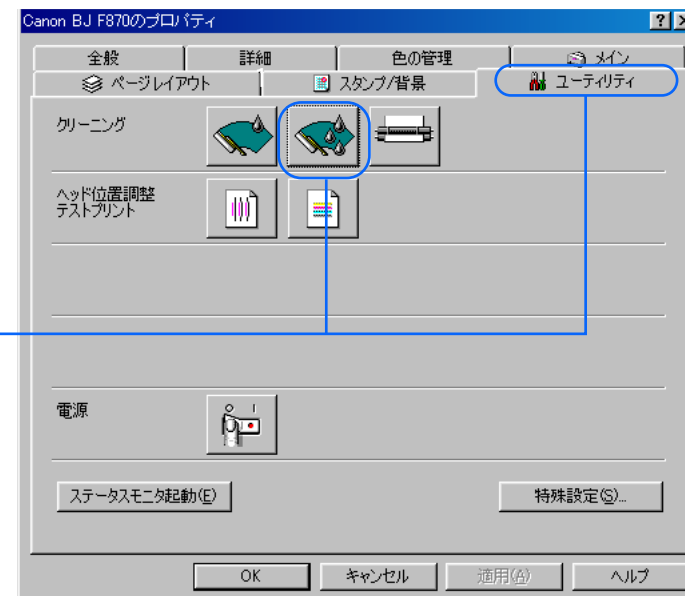 Canon BJ F870のプロパティ
全般 詳細 色の管理 メイン
ページレイアウト スタンプ/背景 ユーティリティ
クリーニング
ヘッド位置調整
テストプリント
電源
ステータスモニタ起動(E) 特殊設定(S)...
OK キャンセル 適用(A) ヘルプ